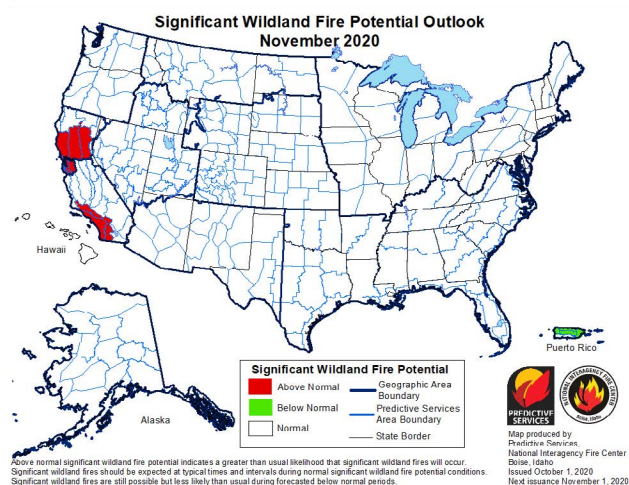 Significant Wildland Fire Potential Outlook
November 2020
Hawaii
Puerto Rico
Alaska
Significant Wildland Fire Potential
Above Normal
Below Normal
Normal
Geographic Area
Boundary
Predictive Services
Area Boundary
State Border
PREDICTIVE
SERVICES
NATIONAL INTERAGENCY FIRE CENTER
Boise, Idaho
Map produced by
Predictive Services,
National Interagency Fire Center
Boise, Idaho
Issued October 1, 2020
Next issuance November 1, 2020
Above normal significant wildland fire potential indicates a greater than usual likelihood that significant wildland fires will occur.
Significant wildland fires should be expected at typical times and intervals during normal significant wildland fire potential conditions.
Significant wildland fires are still possible but less likely than usual during forecasted below normal periods.